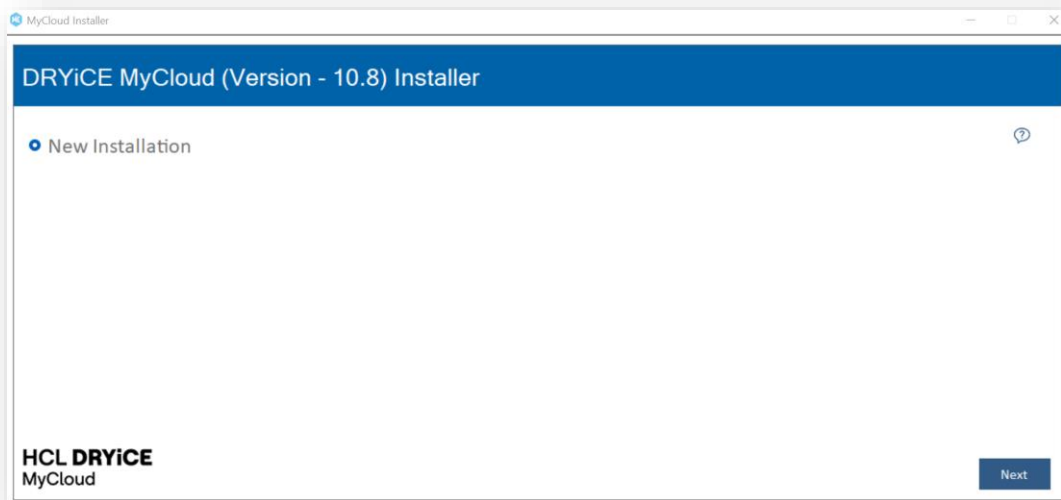 MyCloud Installer
DRYiCE MyCloud (Version - 10.8) Installer
New Installation
?
HCL DRYiCE
MyCloud
Next